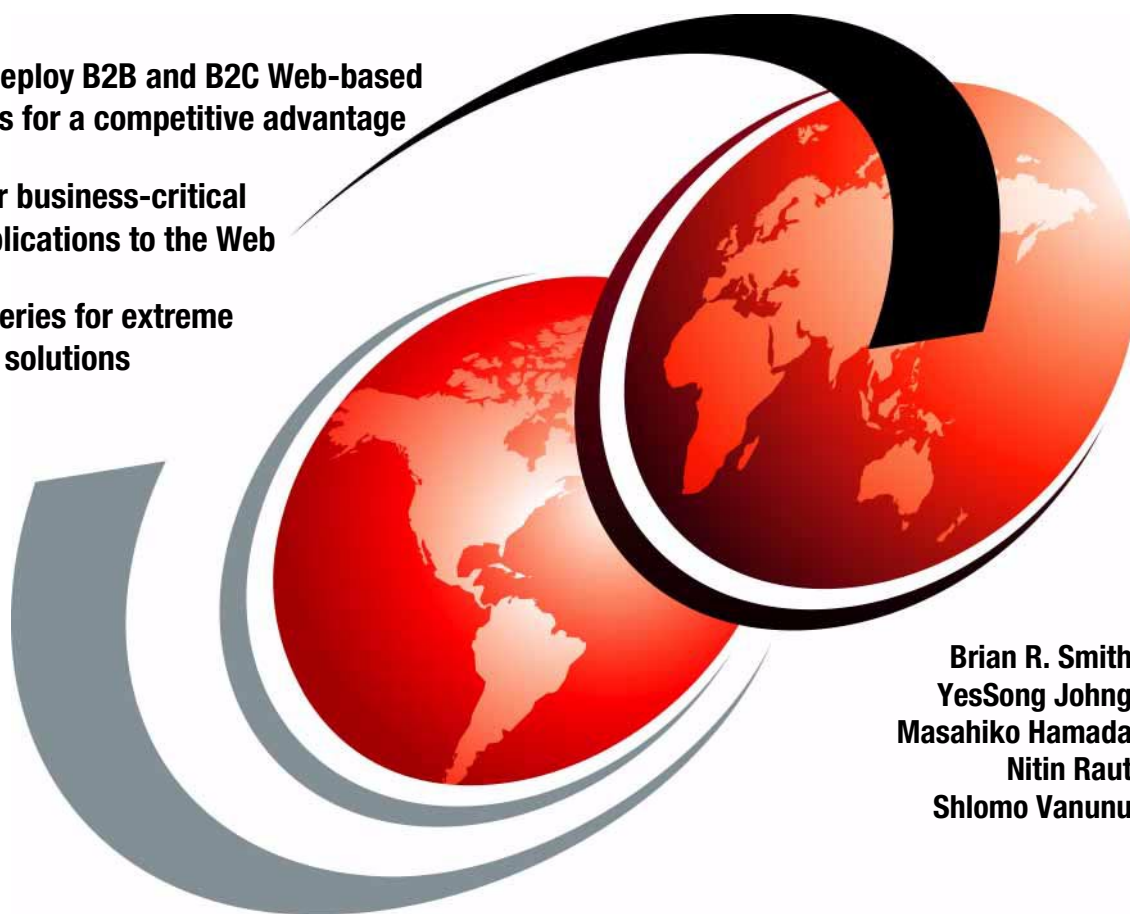 eploy B2B and B2C Web-based
s for a competitive advantage
r business-critical
plications to the Web
eries for extreme
solutions
Brian R. Smith
YesSong Johng
Masahiko Hamada
Nitin Raut
Shlomo Vanunu